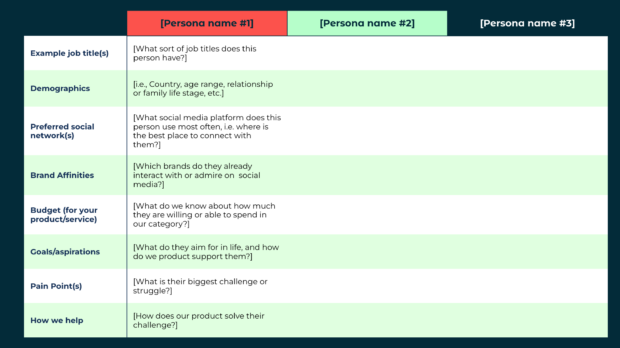 [Persona name #1] [Persona name #2] [Persona name #3]
Example job title(s)
[What sort of job titles does this
person have?]
Demographics
[i.e., Country, age range, relationship
or family life stage, etc.]
Preferred social
network(s)
[What social media platform does this
person use most often, i.e. where is
the best place to connect with
them?]
Brand Affinities
[Which brands do they already
interact with or admire on social
media?]
Budget (for your
product/service)
[What do we know about how much
they are willing or able to spend in
our category?]
Goals/aspirations
[What do they aim for in life, and how
do we product support them?]
Pain Point(s)
[What is their biggest challenge or
struggle?]
How we help
[How does our product solve their
challenge?]